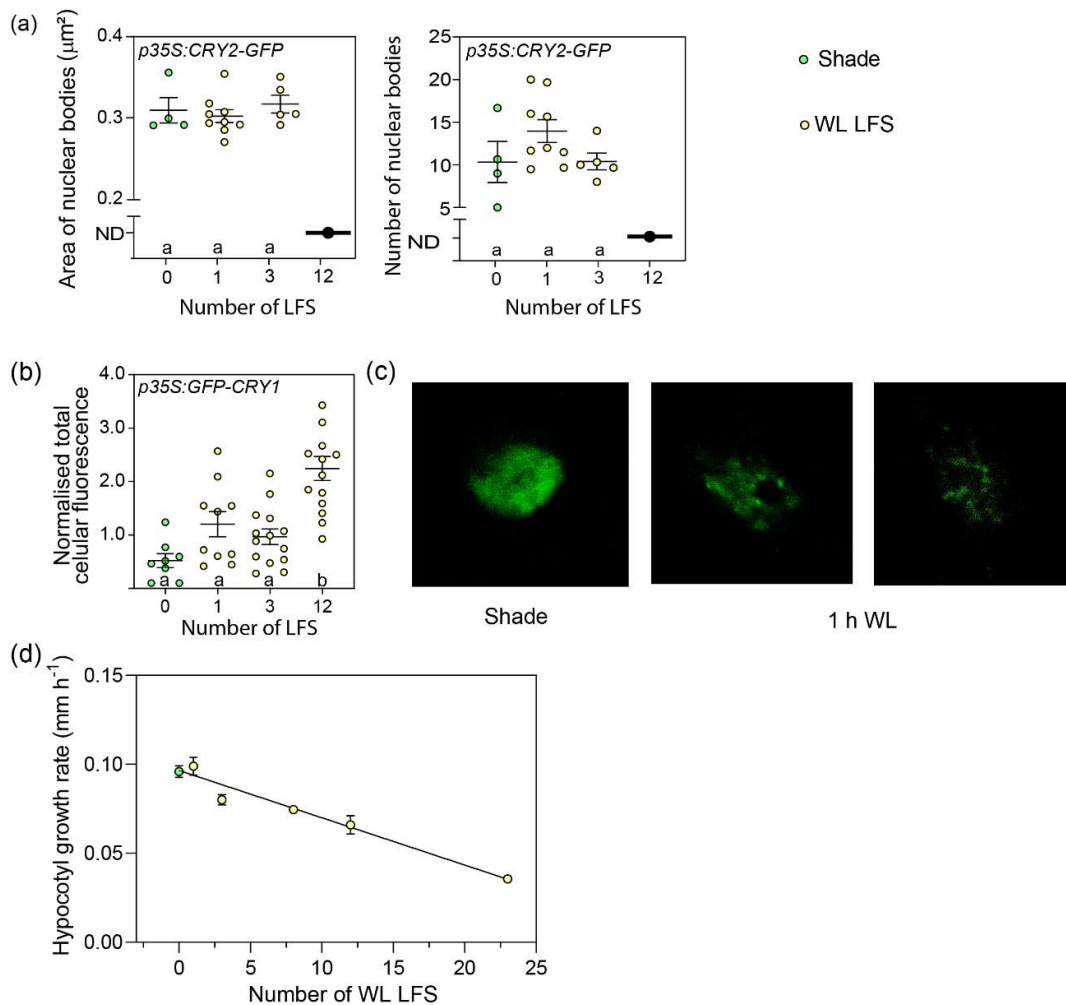 (a)
p35S:CRY2-GFP
Area of nuclear bodies (μm²)
0.4
0.3
0.2
ND
a a a
0 1 3 12
Number of LFS
p35S:CRY2-GFP
Number of nuclear bodies
25
20
15
10
5
ND
a a a
0 1 3 12
Number of LFS
Shade
WL LFS
(b)
p35S:GFP-CRY1
Normalised total
celular fluorescence
4.0
3.0
2.0
1.0
a a a b
0 1 3 12
Number of LFS
(c)
Shade
1 h WL
(d)
Hypocotyl growth rate (mm h⁻¹)
0.15
0.10
0.05
0.00
0 5 10 15 20 25
Number of WL LFS